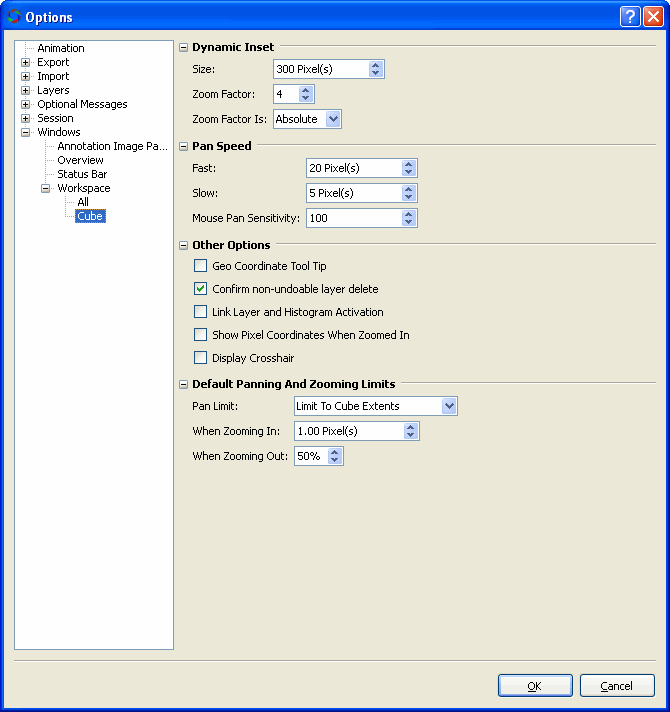 Options
Animation
Export
Import
Layers
Optional Messages
Session
Windows
Annotation Image Pa...
Overview
Status Bar
Workspace
All
Cube
Dynamic Inset
Size: 300 Pixel(s)
Zoom Factor: 4
Zoom Factor Is: Absolute
Pan Speed
Fast: 20 Pixel(s)
Slow: 5 Pixel(s)
Mouse Pan Sensitivity: 100
Other Options
Geo Coordinate Tool Tip
Confirm non-undoable layer delete
Link Layer and Histogram Activation
Show Pixel Coordinates When Zoomed In
Display Crosshair
Default Panning And Zooming Limits
Pan Limit: Limit To Cube Extents
When Zooming In: 1.00 Pixel(s)
When Zooming Out: 50%
OK Cancel